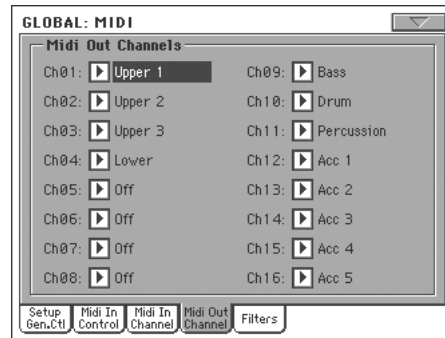 GLOBAL: MIDI
Midi Out Channels
Ch01: Upper 1
Ch02: Upper 2
Ch03: Upper 3
Ch04: Lower
Ch05: Off
Ch06: Off
Ch07: Off
Ch08: Off
Ch09: Bass
Ch10: Drum
Ch11: Percussion
Ch12: Acc 1
Ch13: Acc 2
Ch14: Acc 3
Ch15: Acc 4
Ch16: Acc 5
Setup Gen.Ctl
Midi In Control
Midi In Channel
Midi Out Channel
Filters